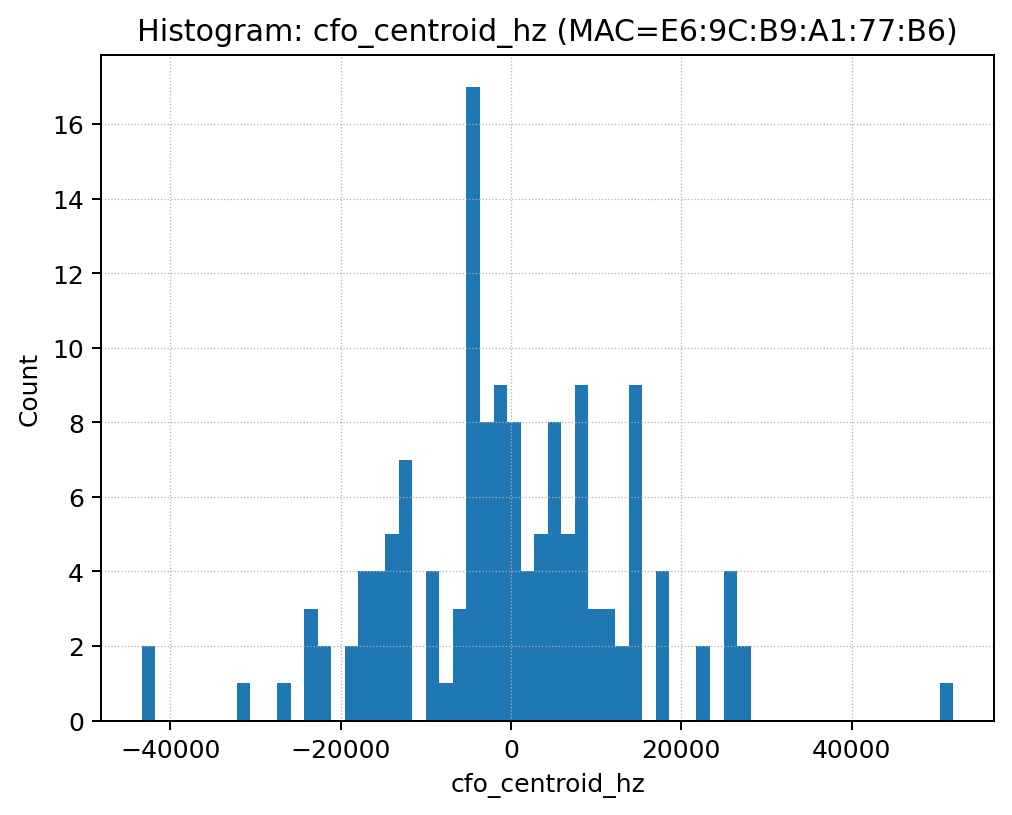 Histogram: cfo_centroid_hz (MAC=E6:9C:B9:A1:77:B6)
16
14
12
10
8
6
4
2
0
Count
−40000 −20000 0 20000 40000
cfo_centroid_hz